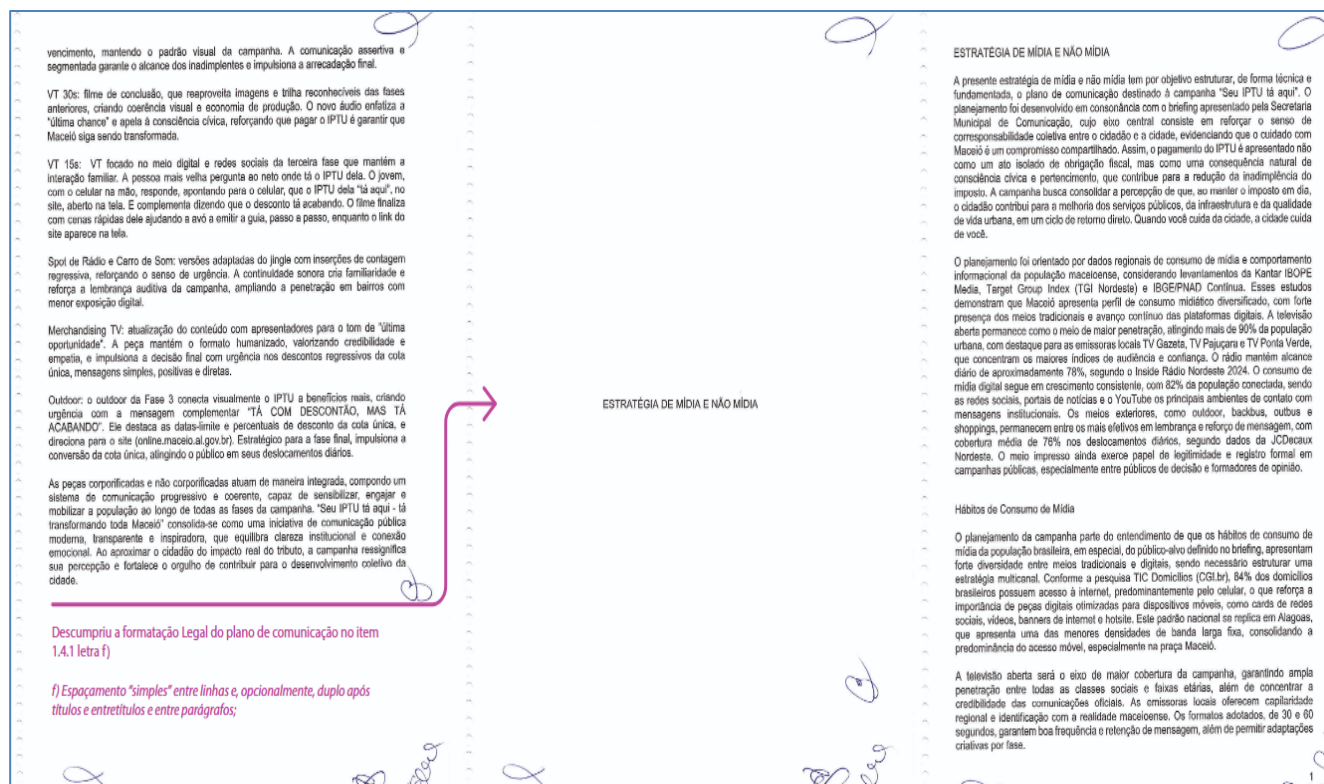 vencimento, mantendo o padrão visual da campanha. A comunicação assertiva e
segmentada garante o alcance dos inadimplentes e impulsiona a arrecadação final.
VT 30s: filme de conclusão, que reaproveita imagens e trilha reconhecíveis das fases
anteriores, criando coerência visual e economia de produção. O novo áudio enfatiza a
"última chance" e apela à consciência cívica, reforçando que pagar o IPTU é garantir que
Maceió siga sendo transformada.
VT 15s: VT focado no meio digital e redes sociais da terceira fase que mantém a
interação familiar. A pessoa mais velha pergunta ao neto onde tá o IPTU dela. O jovem,
com o celular na mão, responde, apontando para o celular, que o IPTU dela "tá aqui", no
site, aberto na tela. E complementa dizendo que o desconto tá acabando. O filme finaliza
com cenas rápidas dele ajudando a avó a emitir a guia, passo a passo, enquanto o link do
site aparece na tela.
Spot de Rádio e Carro de Som: versões adaptadas do jingle com inserções de contagem
regressiva, reforçando o senso de urgência. A continuidade sonora cria familiaridade e
reforça a lembrança auditiva da campanha, ampliando a penetração em bairros com
menor exposição digital.
Merchandising TV: atualização do conteúdo com apresentadores para o tom de "última
oportunidade". A peça mantém o formato humanizado, valorizando credibilidade e
empatia, e impulsiona a decisão final com urgência nos descontos regressivos da cota
única, mensagens simples, positivas e diretas.
Outdoor: o outdoor da Fase 3 conecta visualmente o IPTU a benefícios reais, criando
urgência com a mensagem complementar "TÁ COM DESCONTÃO, MAS TÁ
ACABANDO". Ele destaca as datas-limite e percentuais de desconto da cota única, e
direciona para o site (online.maceio.al.gov.br). Estratégico para a fase final, impulsiona a
conversão da cota única, atingindo o público em seus deslocamentos diários.
As peças corporificadas e não corporificadas atuam de maneira integrada, compondo um
sistema de comunicação progressivo e coerente, capaz de sensibilizar, engajar e
mobilizar a população ao longo de todas as fases da campanha. "Seu IPTU tá aqui - tá
transformando toda Maceió" consolida-se como uma iniciativa de comunicação pública
moderna, transparente e inspiradora, que equilibra clareza institucional e conexão
emocional. Ao aproximar o cidadão do impacto real do tributo, a campanha ressignifica
sua percepção e fortalece o orgulho de contribuir para o desenvolvimento coletivo da
cidade.
Descumpriu a formatação Legal do plano de comunicação no item
1.4.1 letra f)
f) Espaçamento "simples" entre linhas e, opcionalmente, duplo após
títulos e entretítulos e entre parágrafos;
ESTRATÉGIA DE MÍDIA E NÃO MÍDIA
ESTRATÉGIA DE MÍDIA E NÃO MÍDIA
A presente estratégia de mídia e não mídia tem por objetivo estruturar, de forma técnica e
fundamentada, o plano de comunicação destinado à campanha "Seu IPTU tá aqui". O
planejamento foi desenvolvido em consonância com o briefing apresentado pela Secretaria
Municipal de Comunicação, cujo eixo central consiste em reforçar o senso de
corresponsabilidade coletiva entre o cidadão e a cidade, evidenciando que o cuidado com
Maceió é um compromisso compartilhado. Assim, o pagamento do IPTU é apresentado não
como um ato isolado de obrigação fiscal, mas como uma consequência natural de
consciência cívica e pertencimento, que contribui para a redução da inadimplência do
imposto. A campanha busca consolidar a percepção de que, ao manter o imposto em dia,
o cidadão contribui para a melhoria dos serviços públicos, da infraestrutura e da qualidade
de vida urbana, em um ciclo de retorno direto. Quando você cuida da cidade, a cidade cuida
de você.
O planejamento foi orientado por dados regionais de consumo de mídia e comportamento
informacional da população maceioense, considerando levantamentos da Kantar IBOPE
Media, Target Group Index (TGI Nordeste) e IBGE/PNAD Contínua. Esses estudos
demonstram que Maceió apresenta perfil de consumo midiático diversificado, com forte
presença dos meios tradicionais e avanço contínuo das plataformas digitais. A televisão
aberta permanece como o meio de maior penetração, atingindo mais de 90% da população
urbana, com destaque para as emissoras locais TV Gazeta, TV Pajuçara e TV Ponta Verde,
que concentram os maiores índices de audiência e confiança. O rádio mantém alcance
diário de aproximadamente 78%, segundo o Inside Rádio Nordeste 2024. O consumo de
mídia digital segue em crescimento consistente, com 82% da população conectada, sendo
as redes sociais, portais de notícias e o YouTube os principais ambientes de contato com
mensagens institucionais. Os meios exteriores, como outdoor, backbus, outbus e
shoppings, permanecem entre os mais efetivos em lembrança e reforço de mensagem, com
cobertura média de 76% nos deslocamentos diários, segundo dados da JCDecaux
Nordeste. O meio impresso ainda exerce papel de legitimidade e registro formal em
campanhas públicas, especialmente entre públicos de decisão e formadores de opinião.
Hábitos de Consumo de Mídia
O planejamento da campanha parte do entendimento de que os hábitos de consumo de
mídia da população brasileira, em especial, do público-alvo definido no briefing, apresentam
forte diversidade entre meios tradicionais e digitais, sendo necessário estruturar uma
estratégia multicanal. Conforme a pesquisa TIC Domicílios (CGI.br), 84% dos domicílios
brasileiros possuem acesso à internet, predominantemente pelo celular, o que reforça a
importância de peças digitais otimizadas para dispositivos móveis, como cards de redes
sociais, vídeos, banners de internet e hotsite. Este padrão nacional se replica em Alagoas,
que apresenta uma das menores densidades de banda larga fixa, consolidando a
predominância do acesso móvel, especialmente na praça Maceió.
A televisão aberta será o eixo de maior cobertura da campanha, garantindo ampla
penetração entre todas as classes sociais e faixas etárias, além de concentrar a
credibilidade das comunicações oficiais. As emissoras locais oferecem capilaridade
regional e identificação com a realidade maceioense. Os formatos adotados, de 30 e 60
segundos, garantem boa frequência e retenção de mensagem, além de permitir adaptações
criativas por fase.
1